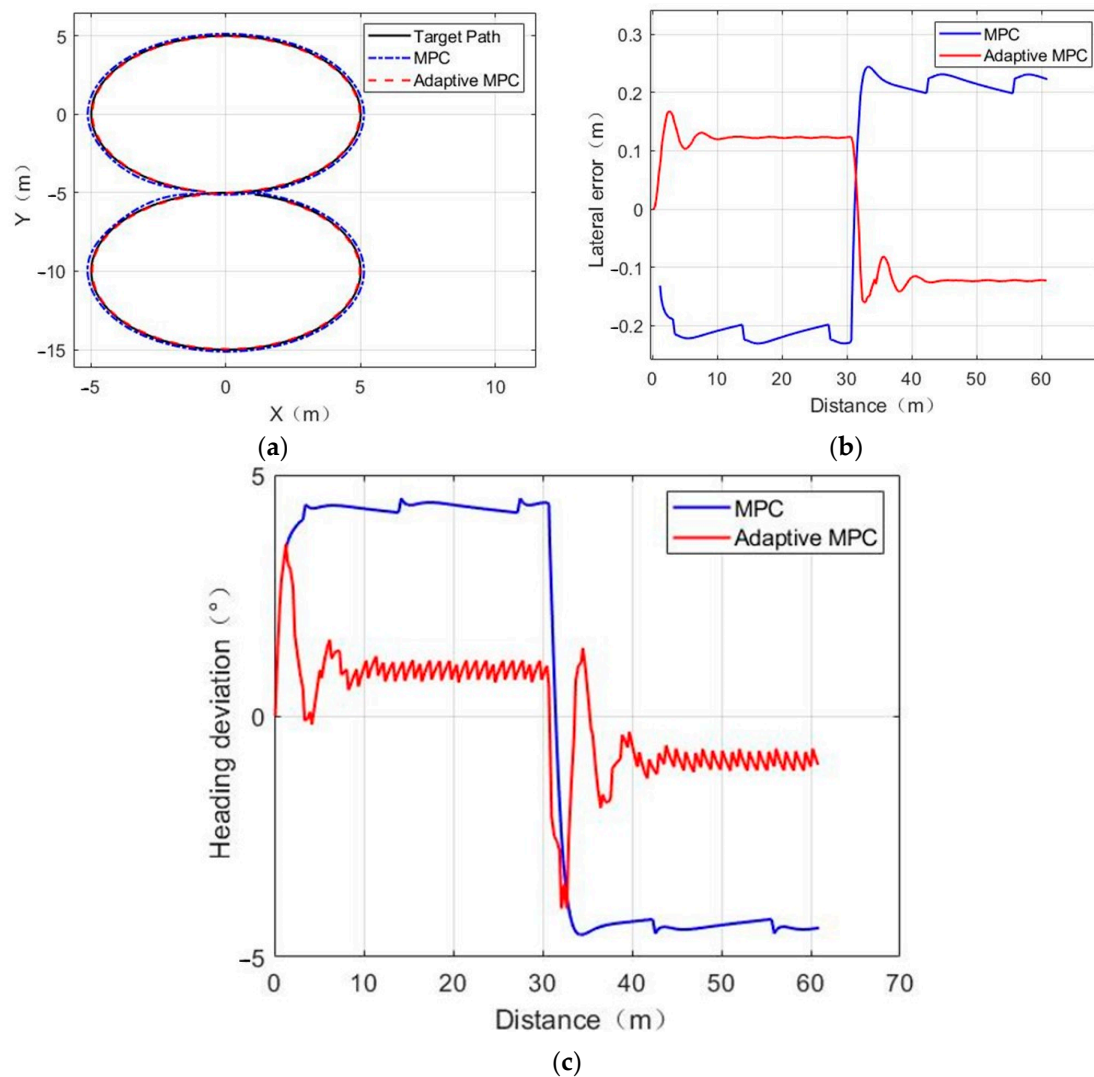 Target Path
MPC
Adaptive MPC
5
0
−5
−10
−15
Y（m）
−5
0
5
10
X（m）
(a)
MPC
Adaptive MPC
0.3
0.2
0.1
0
−0.1
−0.2
Lateral error（m）
0
10
20
30
40
50
60
Distance（m）
(b)
MPC
Adaptive MPC
5
0
−5
Heading deviation（°）
0
10
20
30
40
50
60
70
Distance（m）
(c)